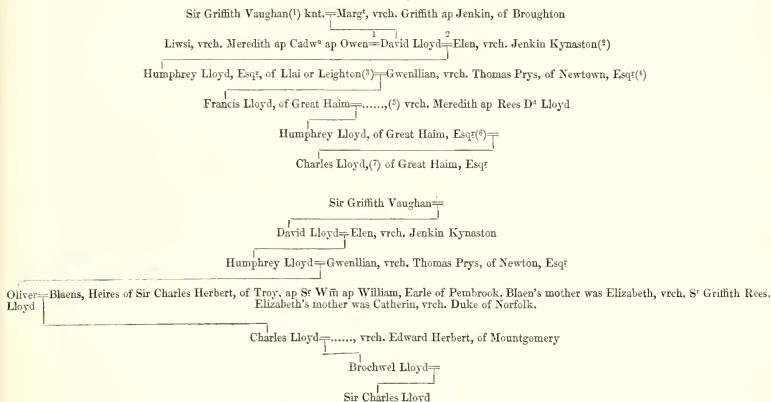 Sir Griffith Vaughan(¹) knt.=Margᵗ, vrch. Griffith ap Jenkin, of Broughton
1 2
Liwsi, vrch. Meredith ap Cadwⁿ ap Owen=David Lloyd=Elen, vrch. Jenkin Kynaston(²)
Humphrey Lloyd, Esqʳ, of Llai or Leighton(³)=Gwenllian, vrch. Thomas Prys, of Newtown, Esqʳ(⁴)
Francis Lloyd, of Great Haim=......,(⁵) vrch. Meredith ap Rees Dᵈ Lloyd
Humphrey Lloyd, of Great Haim, Esqʳ(⁶)=
Charles Lloyd,(⁷) of Great Haim, Esqʳ
Sir Griffith Vaughan=
David Lloyd=Elen, vrch. Jenkin Kynaston
Humphrey Lloyd=Gwenllian, vrch. Thomas Prys, of Newton, Esqʳ
Oliver=Blaens, Heires of Sir Charles Herbert, of Troy, ap Sʳ Wm̄ ap William, Earle of Pembrook. Blaen's mother was Elizabeth, vrch. Sʳ Griffith Rees.
Lloyd Elizabeth's mother was Catherin, vrch. Duke of Norfolk.
Charles Lloyd=......, vrch. Edward Herbert, of Mountgomery
Brochwel Lloyd=
Sir Charles Lloyd